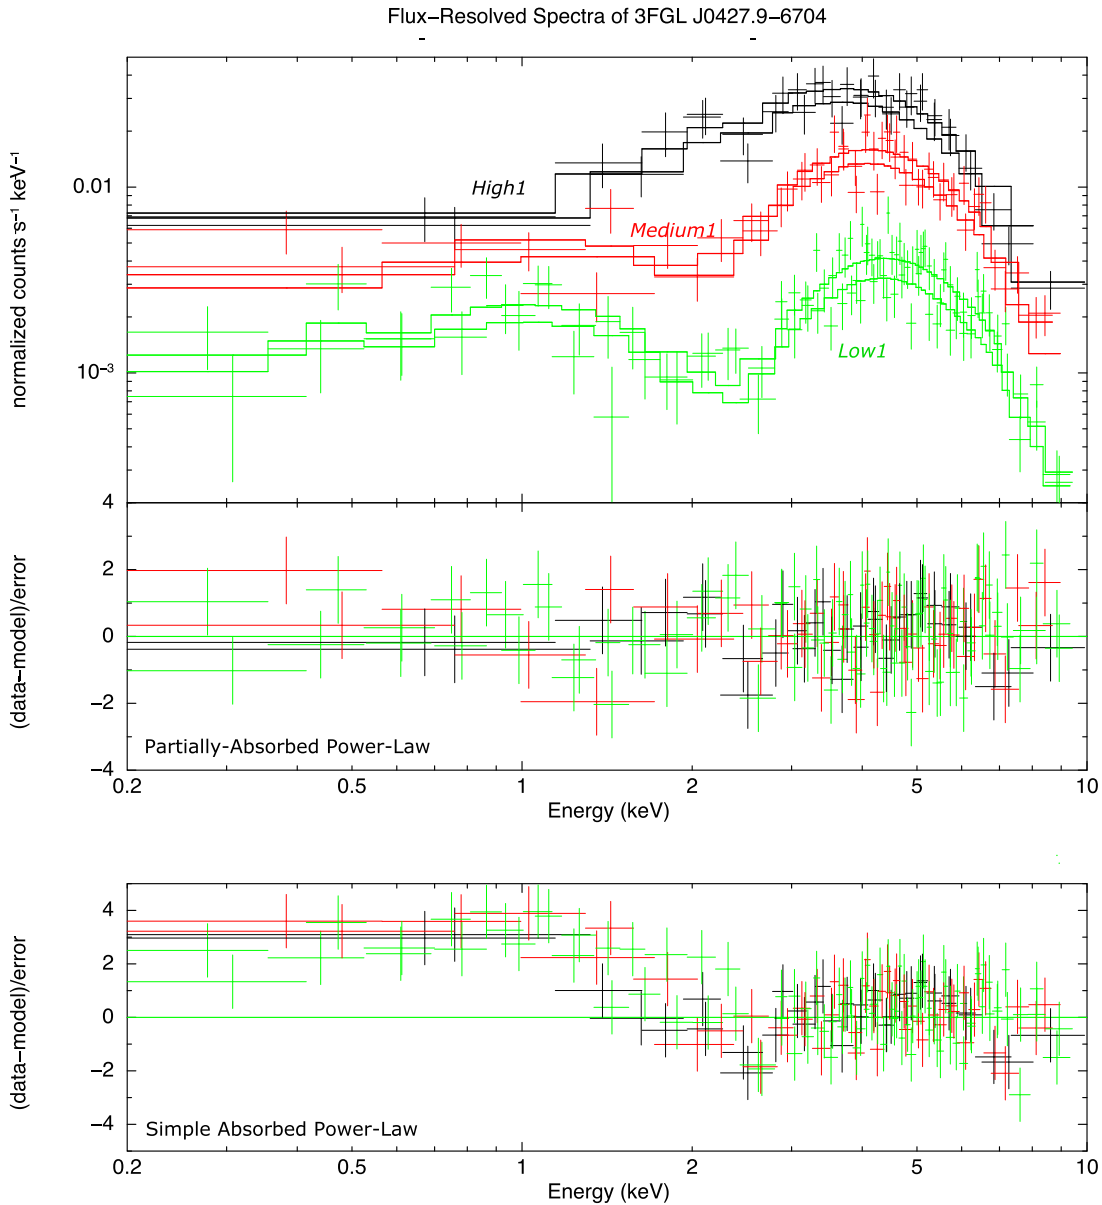 Flux−Resolved Spectra of 3FGL J0427.9−6704
normalized counts s⁻¹ keV⁻¹
0.01
10⁻³
High1
Medium1
Low1
(data−model)/error
4
2
0
−2
−4
Partially-Absorbed Power-Law
0.2 0.5 1 2 5 10
Energy (keV)
(data−model)/error
4
2
0
−2
−4
Simple Absorbed Power-Law
0.2 0.5 1 2 5 10
Energy (keV)